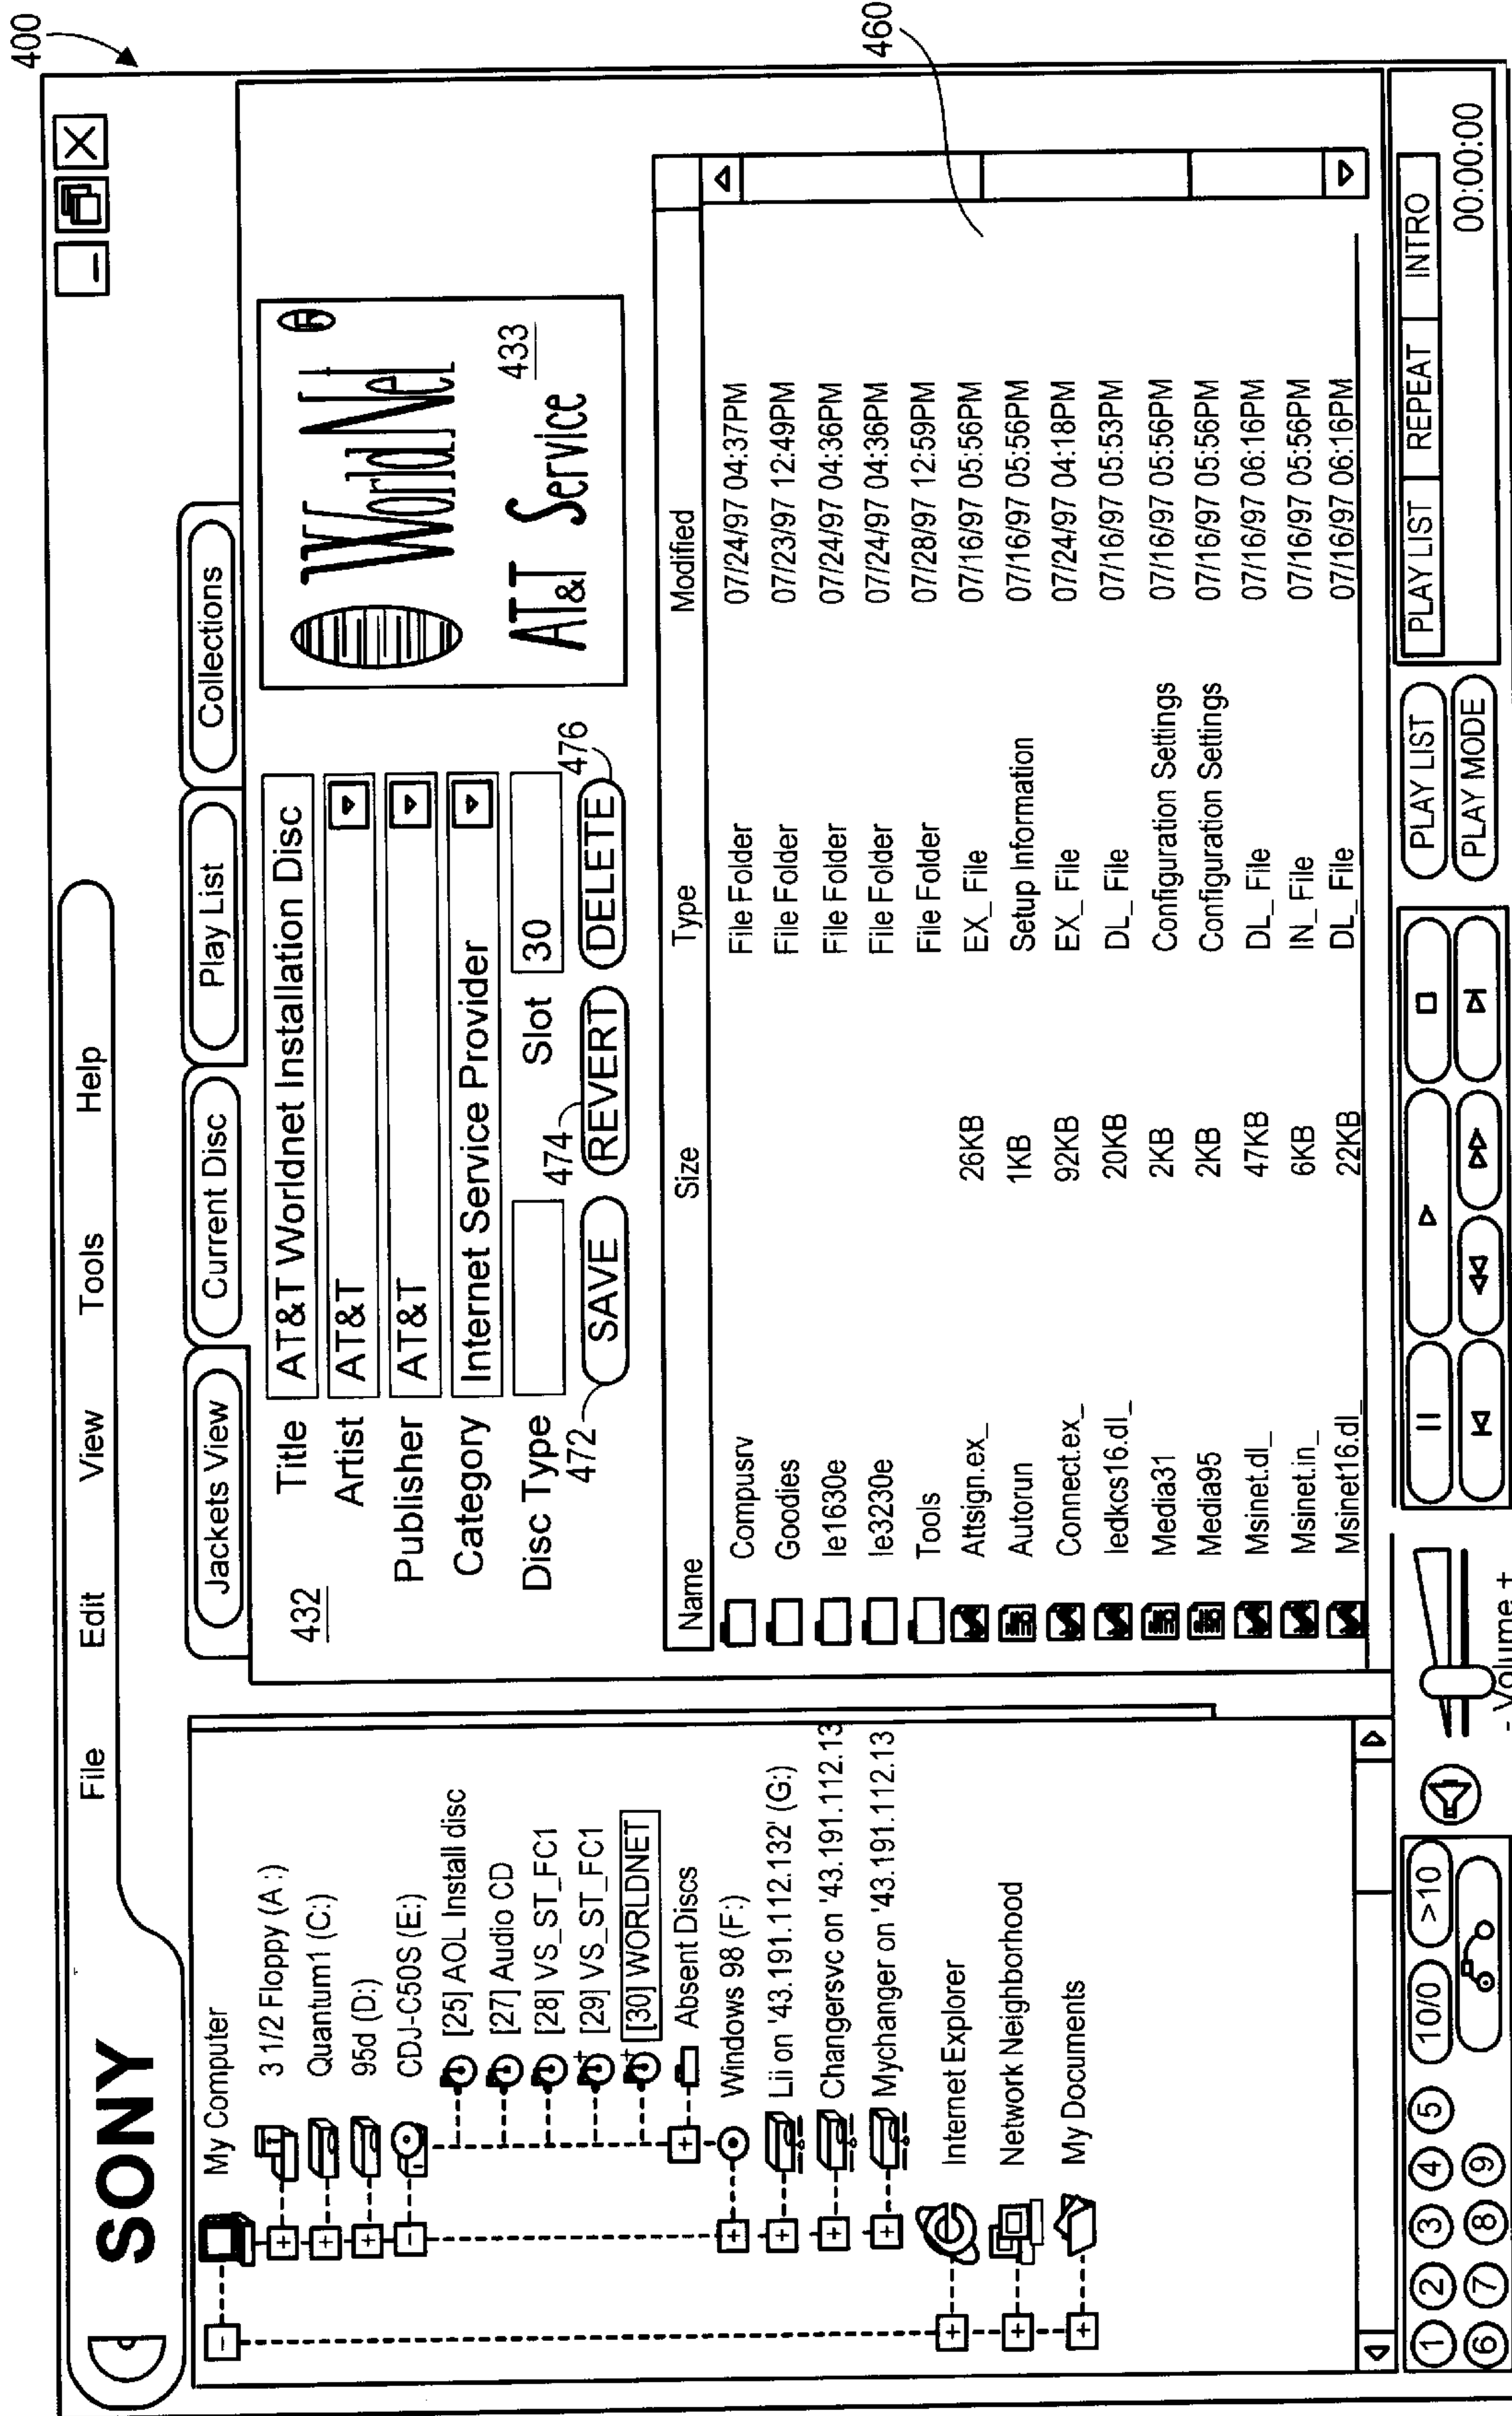 400
SONY
File Edit View Tools Help
Jackets View Current Disc Play List Collections
My Computer
3 1/2 Floppy (A :)
Quantum1 (C:)
95d (D:)
CDJ-C50S (E:)
[25] AOL Install disc
[27] Audio CD
[28] VS_ST_FC1
[29] VS_ST_FC1
[30] WORLDNET
Absent Discs
Windows 98 (F:)
Lii on '43.191.112.132' (G:)
Changersvc on '43.191.112.13
Mychanger on '43.191.112.13
Internet Explorer
Network Neighborhood
My Documents
432
Title AT&T Worldnet Installation Disc
Artist AT&T
Publisher AT&T
Category Internet Service Provider
Disc Type Slot 30
472 SAVE 474 REVERT 476 DELETE
WorldNet
AT&T Service
433
Name Size Type Modified
Compusrv File Folder 07/24/97 04:37PM
Goodies File Folder 07/23/97 12:49PM
Ie1630e File Folder 07/24/97 04:36PM
Ie3230e File Folder 07/24/97 04:36PM
Tools File Folder 07/28/97 12:59PM
Attsign.ex_ 26KB EX_File 07/16/97 05:56PM
Autorun 1KB Setup Information 07/16/97 05:56PM
Connect.ex_ 92KB EX_File 07/24/97 04:18PM
Iedkcs16.dl_ 20KB DL_File 07/16/97 05:53PM
Media31 2KB Configuration Settings 07/16/97 05:56PM
Media95 2KB Configuration Settings 07/16/97 05:56PM
Msinet.dl_ 47KB DL_File 07/16/97 06:16PM
Msinet.in_ 6KB IN_File 07/16/97 05:56PM
Msinet16.dl_ 22KB DL_File 07/16/97 06:16PM
460
1 2 3 4 5 10/0 >10
6 7 8 9
- Volume +
PLAY LIST
PLAY MODE
PLAY LIST REPEAT INTRO
00:00:00